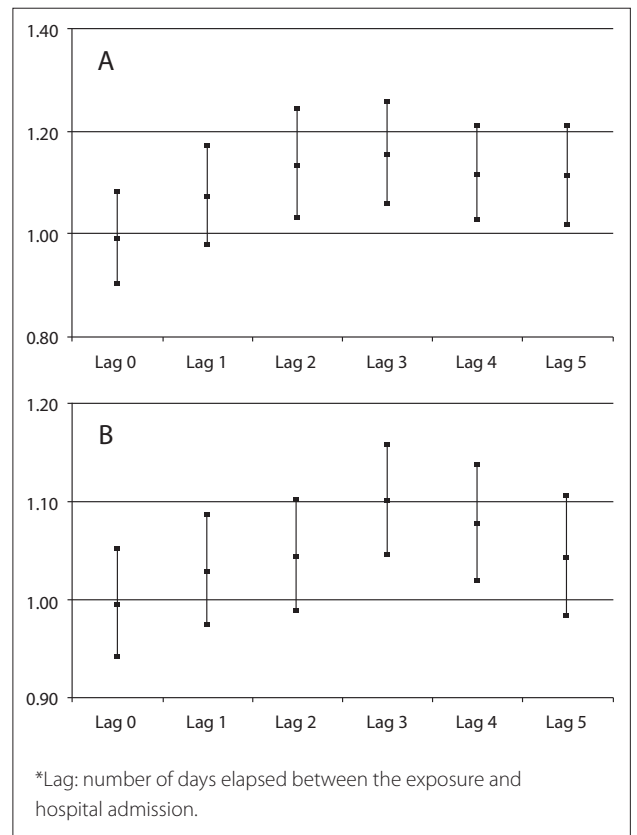 1.40
A
1.20
1.00
0.80
Lag 0 Lag 1 Lag 2 Lag 3 Lag 4 Lag 5
1.20
B
1.10
1.00
0.90
Lag 0 Lag 1 Lag 2 Lag 3 Lag 4 Lag 5
*Lag: number of days elapsed between the exposure and
hospital admission.